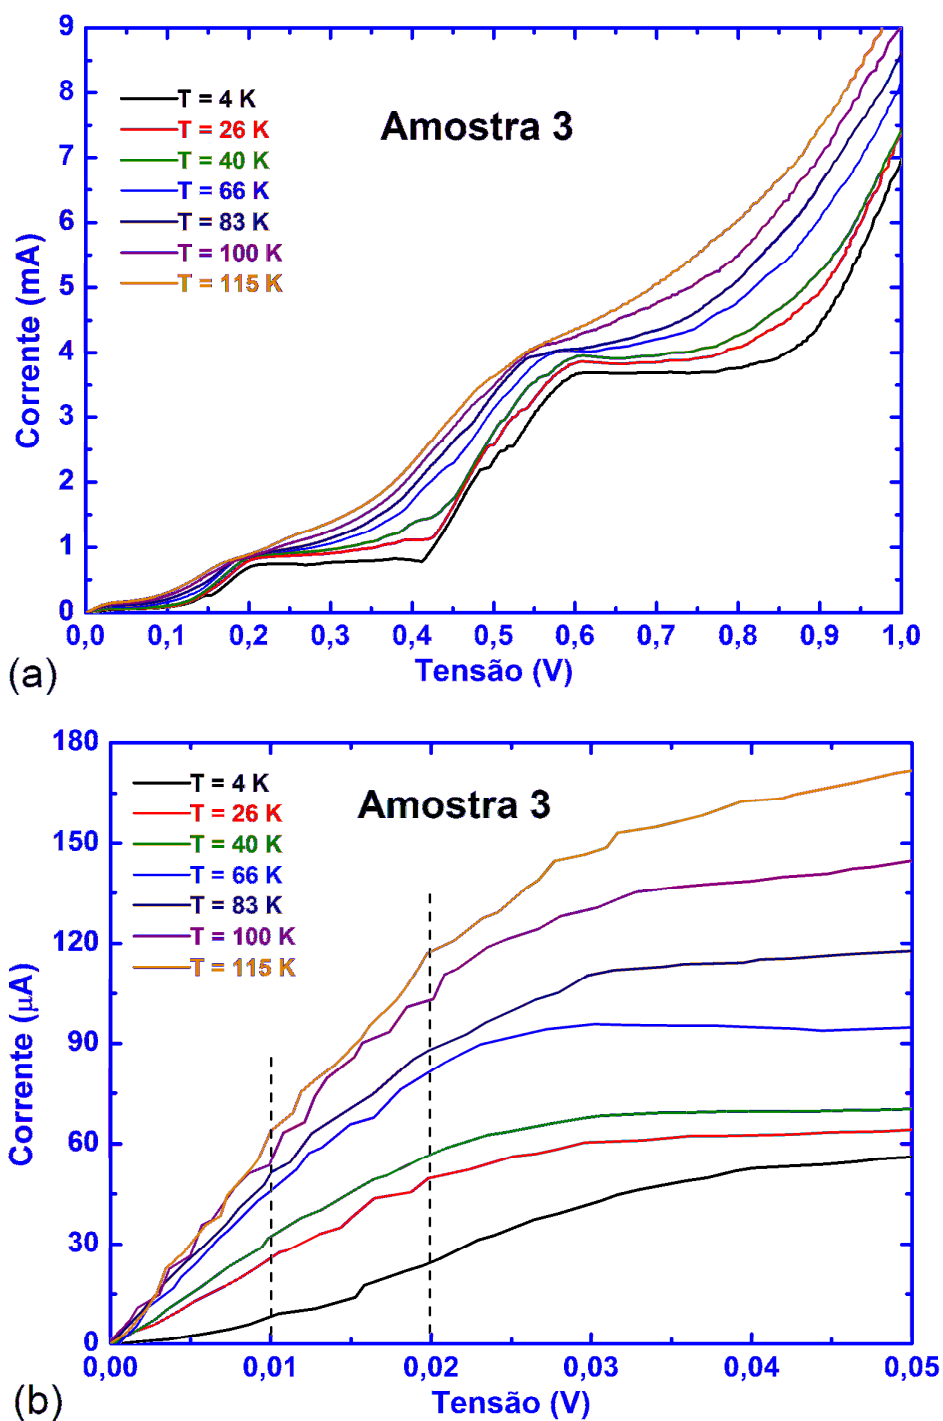 9
8
7
6
5
4
3
2
1
0
Corrente (mA)
T = 4 K
T = 26 K
T = 40 K
T = 66 K
T = 83 K
T = 100 K
T = 115 K
Amostra 3
0,0 0,1 0,2 0,3 0,4 0,5 0,6 0,7 0,8 0,9 1,0
Tensão (V)
(a)
180
150
120
90
60
30
0
Corrente (µA)
T = 4 K
T = 26 K
T = 40 K
T = 66 K
T = 83 K
T = 100 K
T = 115 K
Amostra 3
0,00 0,01 0,02 0,03 0,04 0,05
Tensão (V)
(b)